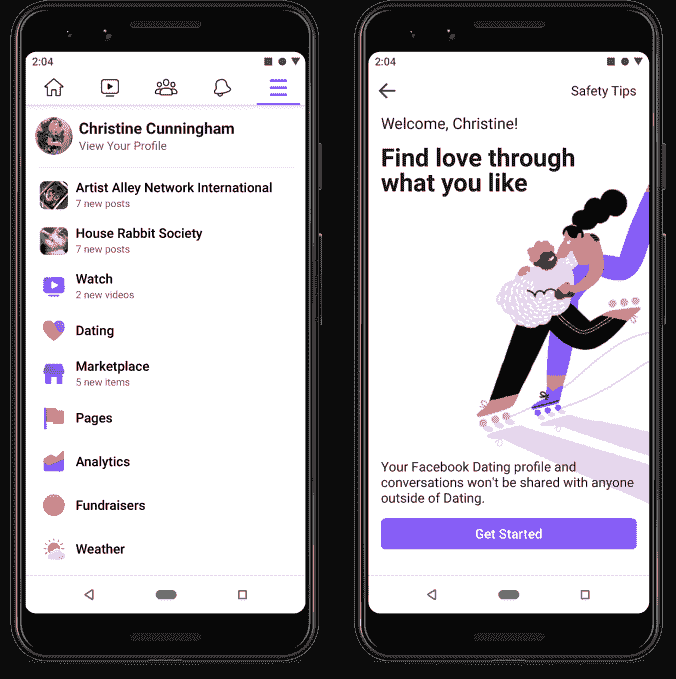 2:04
Christine Cunningham
View Your Profile
Artist Alley Network International
7 new posts
House Rabbit Society
7 new posts
Watch
2 new videos
Dating
Marketplace
5 new items
Pages
Analytics
Fundraisers
Weather
2:04
Safety Tips
Welcome, Christine!
Find love through
what you like
Your Facebook Dating profile and
conversations won't be shared with anyone
outside of Dating.
Get Started